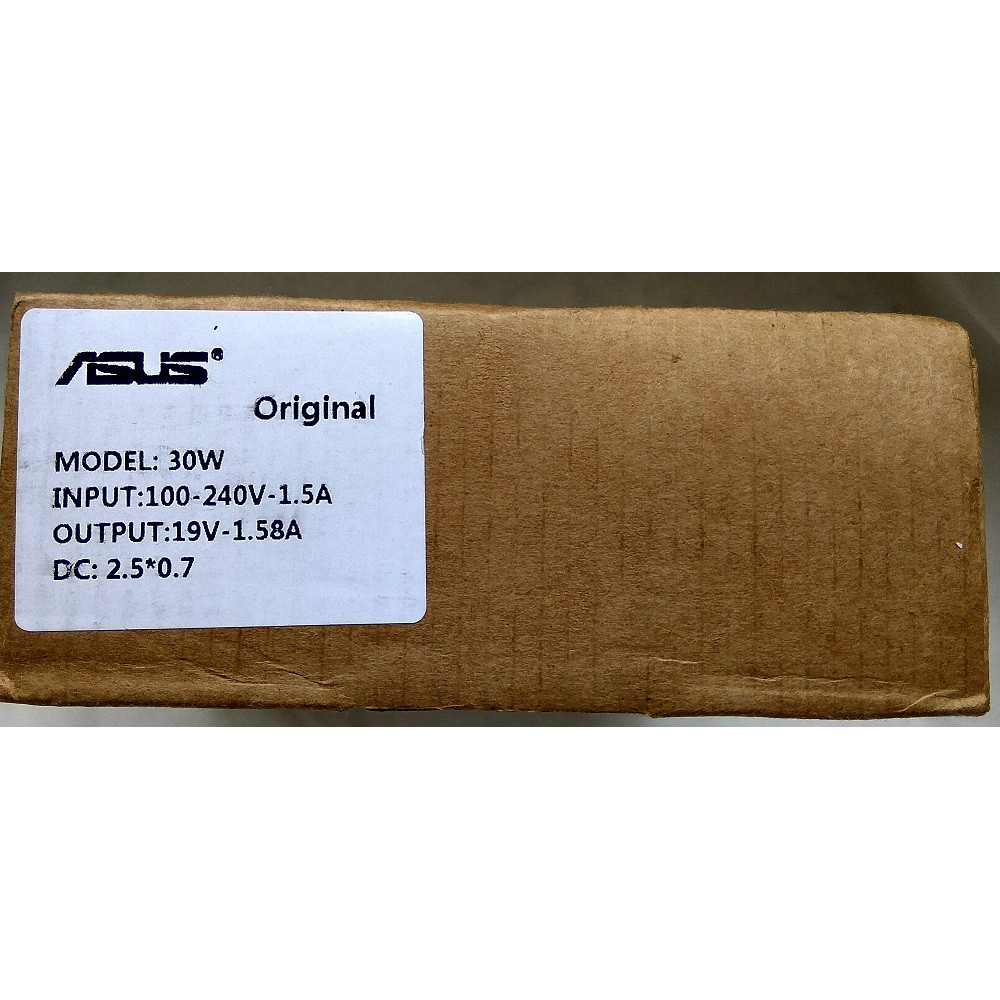 ASUS®
Original
MODEL: 30W
INPUT:100-240V-1.5A
OUTPUT:19V-1.58A
DC: 2.5*0.7